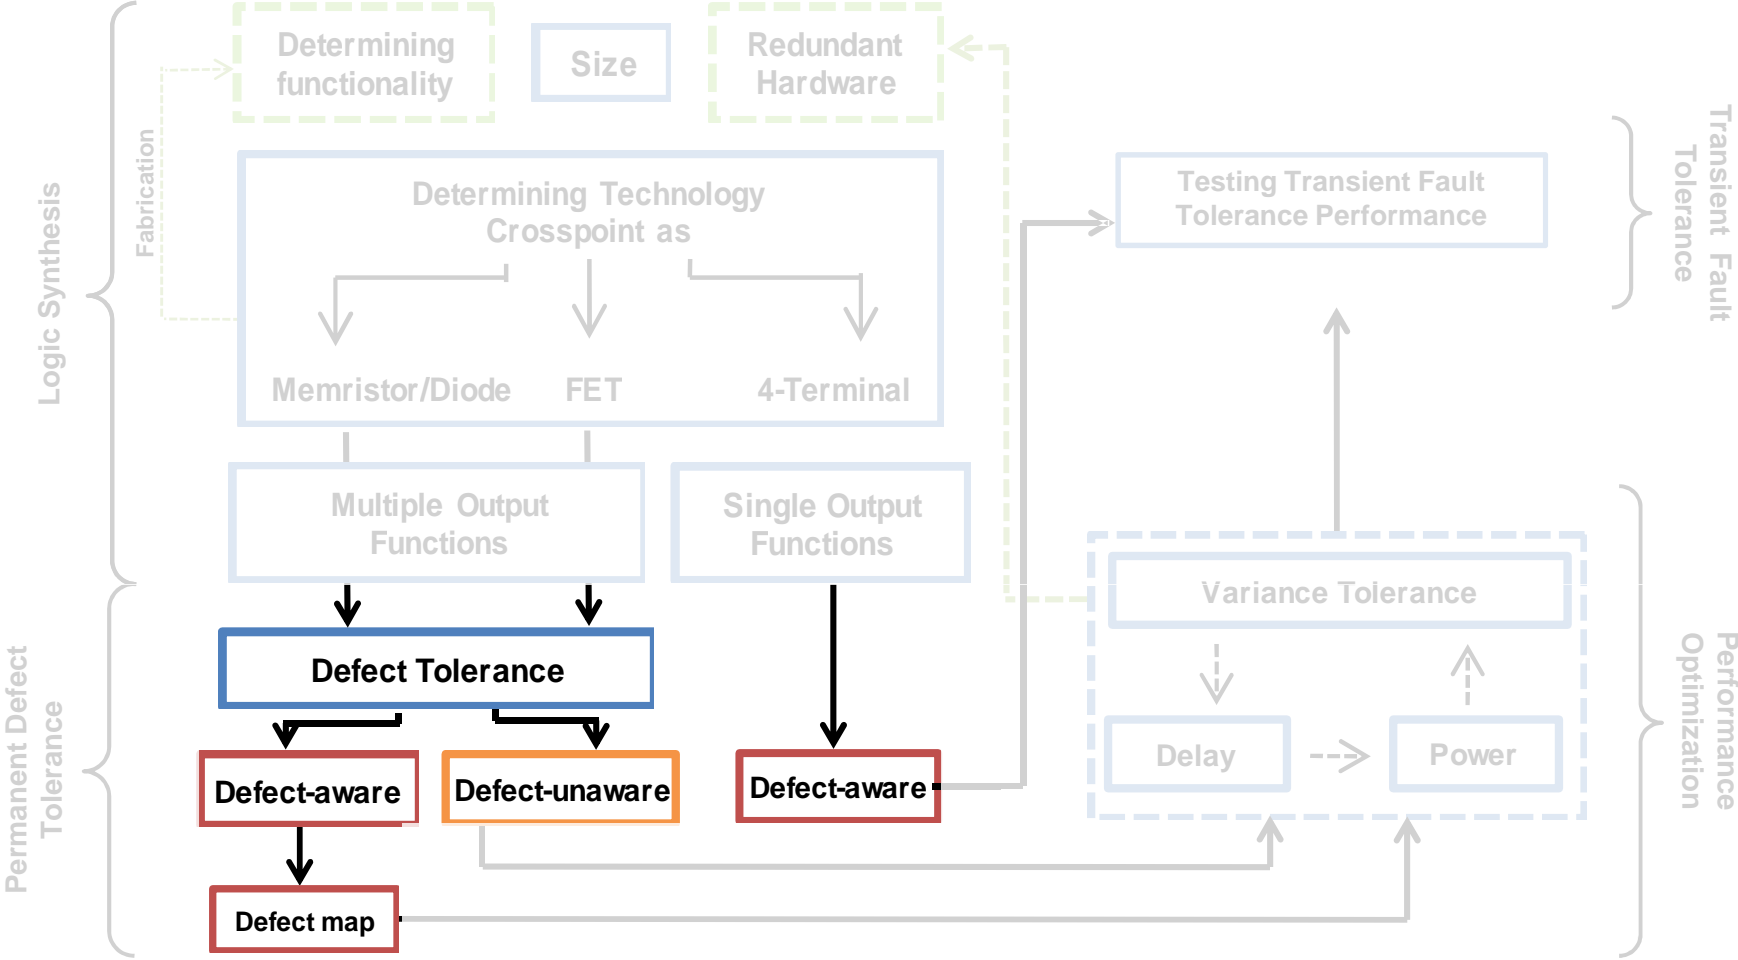 Determining
functionality
Size
Redundant
Hardware
Fabrication
Logic Synthesis
Determining Technology
Crosspoint as
Memristor/Diode
FET
4-Terminal
Testing Transient Fault
Tolerance Performance
Transient Fault
Tolerance
Multiple Output
Functions
Single Output
Functions
Variance Tolerance
Delay
Power
Performance
Optimization
Permanent Defect
Tolerance
Defect Tolerance
Defect-aware
Defect-unaware
Defect-aware
Defect map